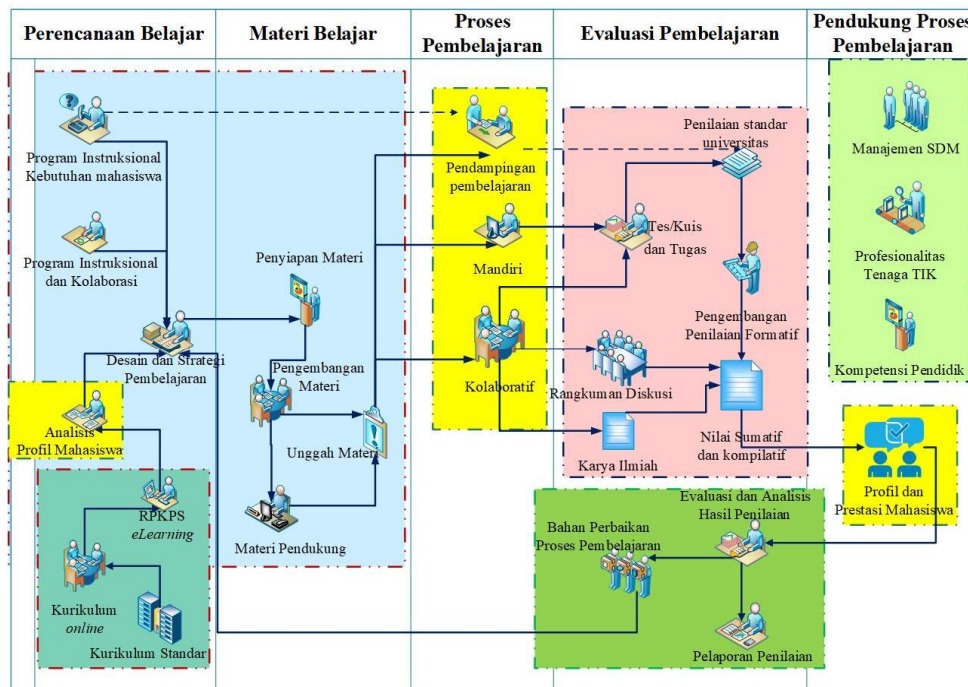 Perencanaan Belajar
Materi Belajar
Proses
Pembelajaran
Evaluasi Pembelajaran
Pendukung Proses
Pembelajaran
Program Instruksional
Kebutuhan mahasiswa
Program Instruksional
dan Kolaborasi
Desain dan Strategi
Pembelajaran
Analisis
Profil Mahasiswa
RPKPS
eLearning
Kurikulum
online
Kurikulum Standar
Penyiapan Materi
Pengembangan
Materi
Unggah Materi
Materi Pendukung
Pendampingan
pembelajaran
Mandiri
Kolaboratif
Penilaian standar
universitas
Tes/Kuis
dan Tugas
Pengembangan
Penilaian Formatif
Rangkuman Diskusi
Karya Ilmiah
Nilai Sumatif
dan kompilatif
Evaluasi dan Analisis
Hasil Penilaian
Bahan Perbaikan
Proses Pembelajaran
Pelaporan Penilaian
Manajemen SDM
Profesionalitas
Tenaga TIK
Kompetensi Pendidik
Profil dan
Prestasi Mahasiswa